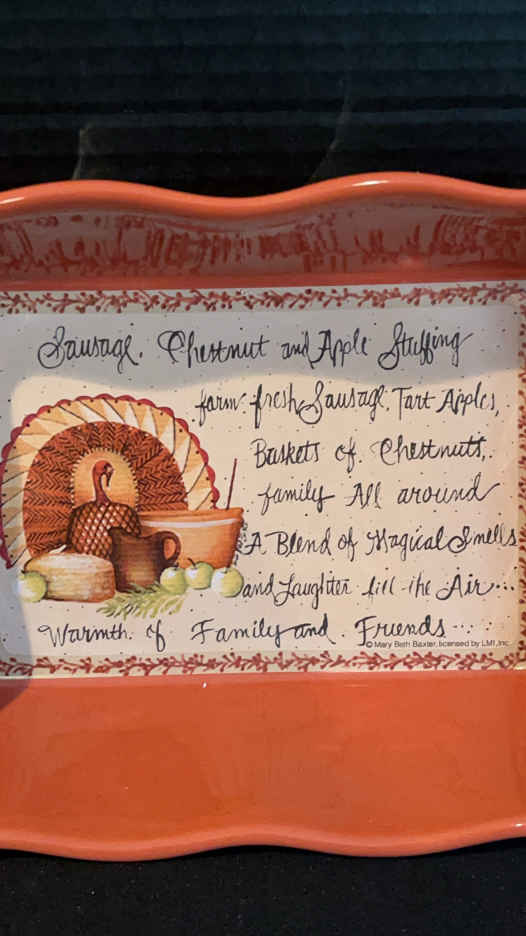 Sausage, Chestnut and Apple Stuffing
farm fresh Sausage, Tart Apples,
Baskets of Chestnuts,
family All around
A Blend of Magical Smells
and Laughter fill the Air...
Warmth of Family and Friends...
© Mary Beth Baxter, licensed by LMI, Inc.